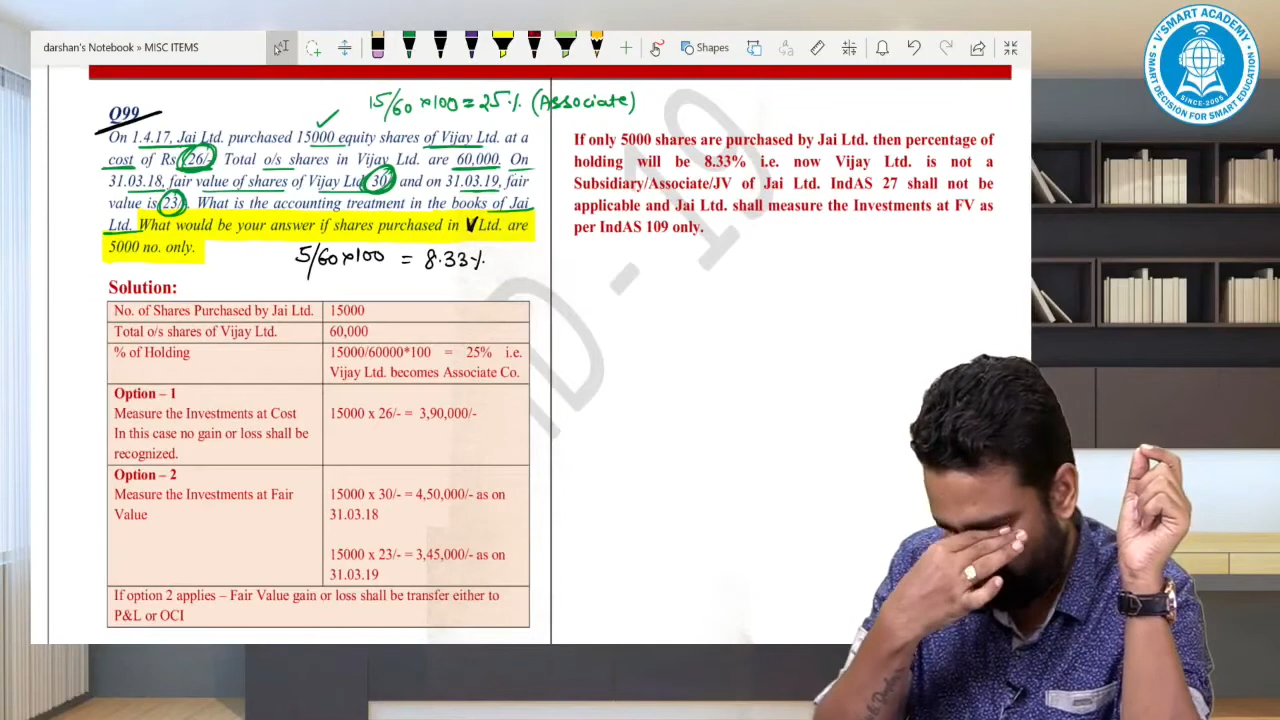 darshan's Notebook » MISC ITEMS
Shapes
V'SMART ACADEMY
SINCE-2005
SMART DECISION FOR SMART EDUCATION
15/60 x100 = 25% (Associate)
Q99
On 1.4.17, Jai Ltd. purchased 15000 equity shares of Vijay Ltd. at a
cost of Rs 26/- Total o/s shares in Vijay Ltd. are 60,000. On
31.03.18, fair value of shares of Vijay Ltd 30 and on 31.03.19, fair
value is 23. What is the accounting treatment in the books of Jai
Ltd. What would be your answer if shares purchased in V Ltd. are
5000 no. only.
5/60 x100 = 8.33%
Solution:
No. of Shares Purchased by Jai Ltd. 15000
Total o/s shares of Vijay Ltd. 60,000
% of Holding 15000/60000*100 = 25% i.e.
Vijay Ltd. becomes Associate Co.
Option – 1
Measure the Investments at Cost 15000 x 26/- = 3,90,000/-
In this case no gain or loss shall be
recognized.
Option – 2
Measure the Investments at Fair 15000 x 30/- = 4,50,000/- as on
Value 31.03.18
15000 x 23/- = 3,45,000/- as on
31.03.19
If option 2 applies – Fair Value gain or loss shall be transfer either to
P&L or OCI
If only 5000 shares are purchased by Jai Ltd. then percentage of
holding will be 8.33% i.e. now Vijay Ltd. is not a
Subsidiary/Associate/JV of Jai Ltd. IndAS 27 shall not be
applicable and Jai Ltd. shall measure the Investments at FV as
per IndAS 109 only.
D - 19